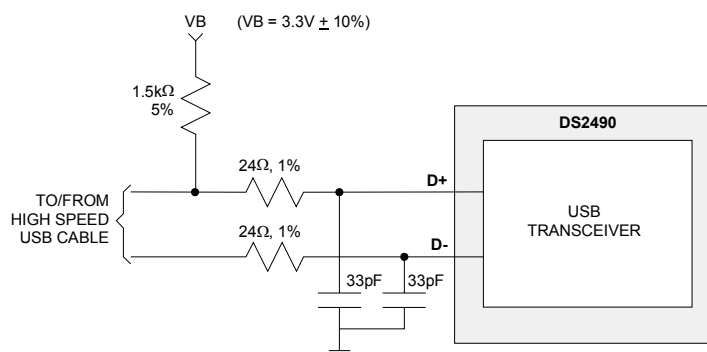 VB (VB = 3.3V ± 10%)
1.5kΩ
5%
DS2490
24Ω, 1%
D+
TO/FROM
HIGH SPEED
USB CABLE
USB
TRANSCEIVER
24Ω, 1%
D-
33pF 33pF